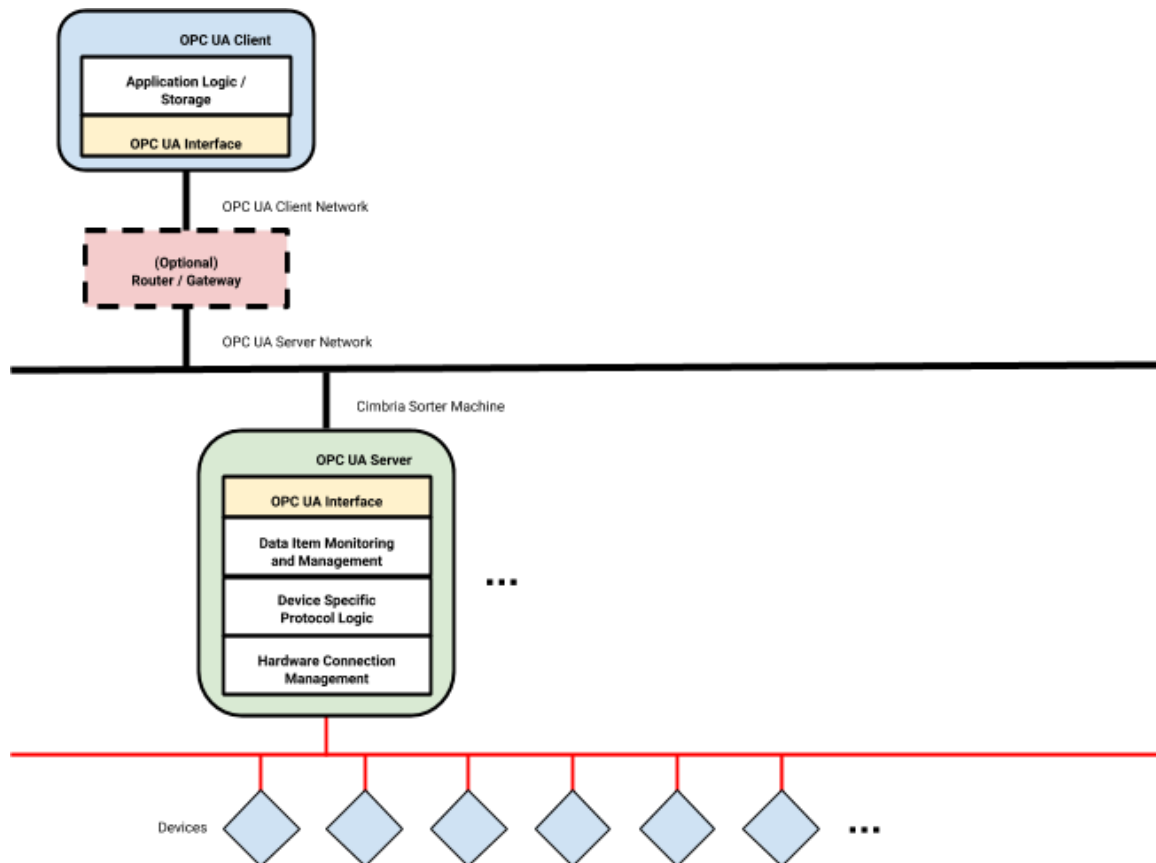 OPC UA Client
Application Logic /
Storage
OPC UA Interface
OPC UA Client Network
(Optional)
Router / Gateway
OPC UA Server Network
Cimbria Sorter Machine
OPC UA Server
OPC UA Interface
Data Item Monitoring
and Management
...
Device Specific
Protocol Logic
Hardware Connection
Management
Devices
...